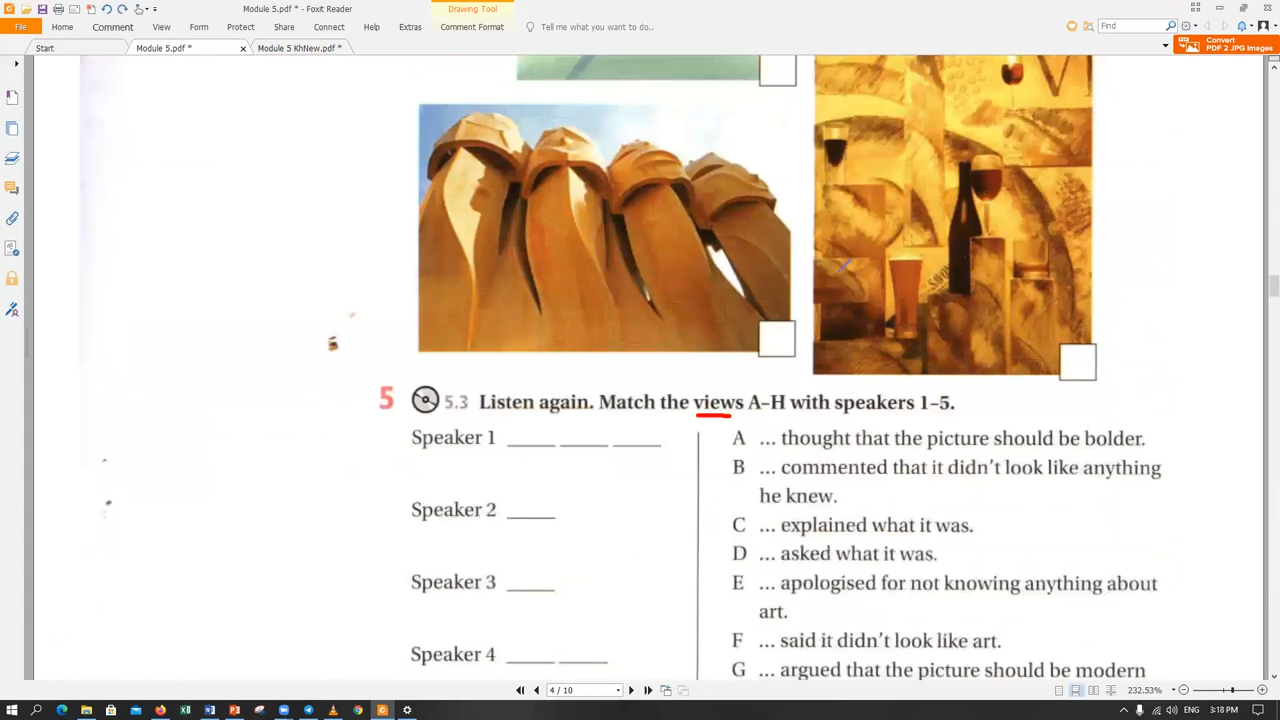 Module 5.pdf * - Foxit Reader
Drawing Tool
File
Home
Comment
View
Form
Protect
Share
Connect
Help
Extras
Comment Format
Tell me what you want to do..
Find
Start
Module 5.pdf *
Module 5 KhNew.pdf *
Convert
PDF 2 JPG Images
5 5.3 Listen again. Match the views A–H with speakers 1–5.
Speaker 1
Speaker 2
Speaker 3
Speaker 4
A ... thought that the picture should be bolder.
B ... commented that it didn't look like anything
he knew.
C ... explained what it was.
D ... asked what it was.
E ... apologised for not knowing anything about
art.
F ... said it didn't look like art.
G ... argued that the picture should be modern
4 / 10
232.53%
ENG
3:18 PM